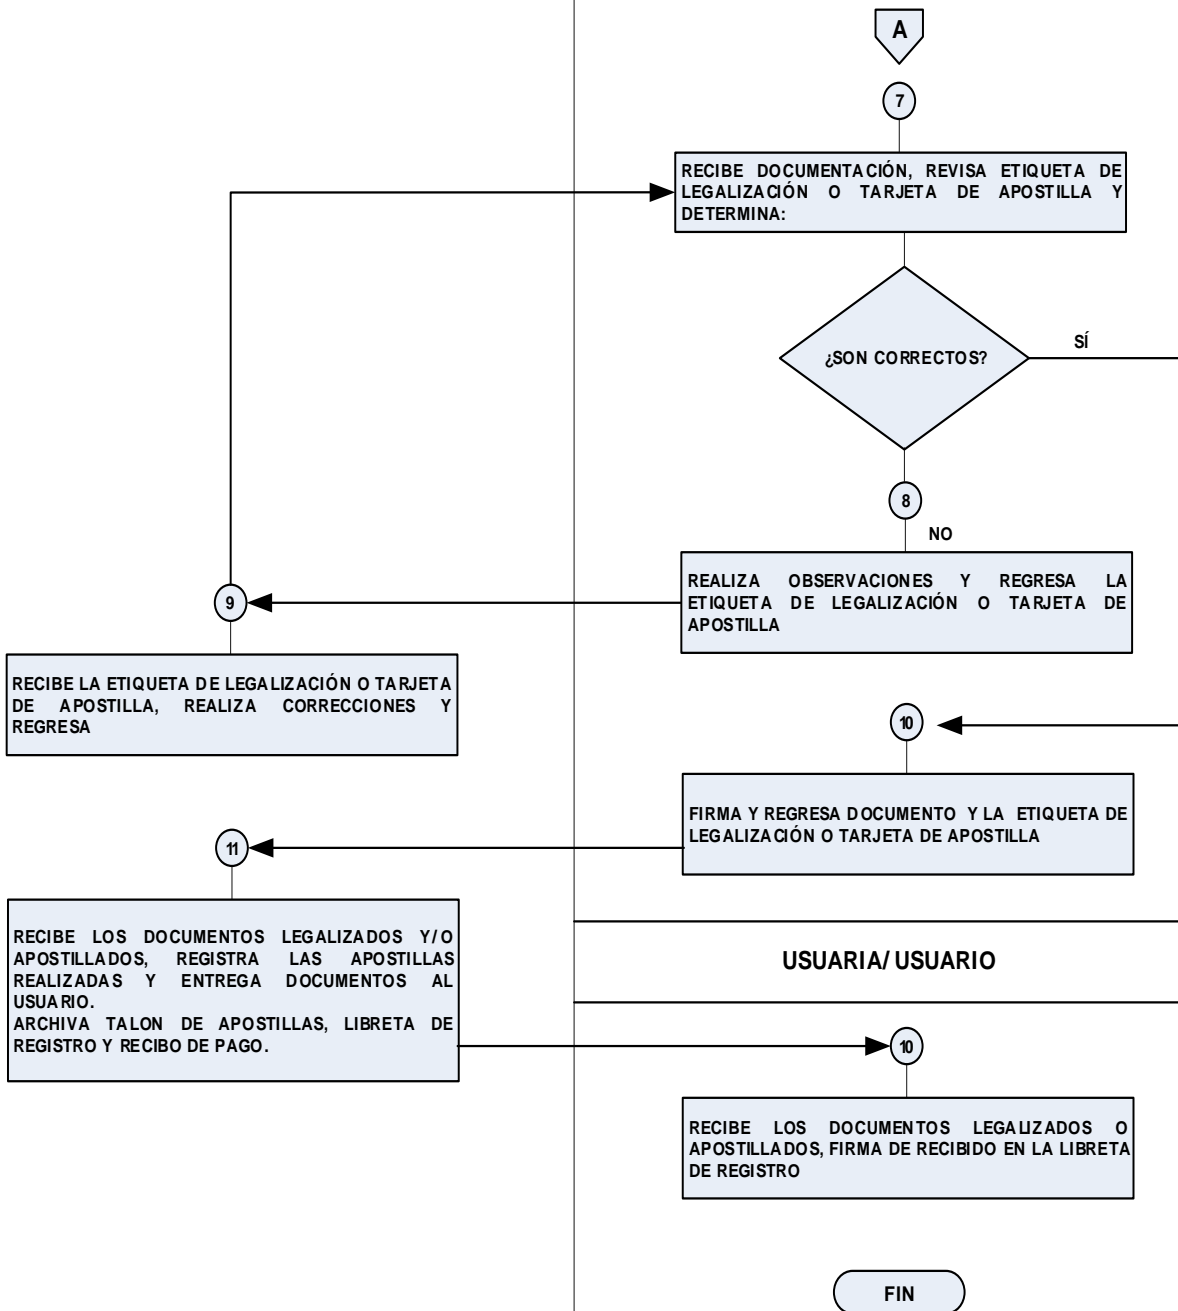 A
7
RECIBE DOCUMENTACIÓN, REVISA ETIQUETA DE
LEGALIZACIÓN O TARJETA DE APOSTILLA Y
DETERMINA:
¿SON CORRECTOS?
SÍ
8
NO
REALIZA OBSERVACIONES Y REGRESA LA
ETIQUETA DE LEGALIZACIÓN O TARJETA DE
APOSTILLA
9
RECIBE LA ETIQUETA DE LEGALIZACIÓN O TARJETA
DE APOSTILLA, REALIZA CORRECCIONES Y
REGRESA
10
FIRMA Y REGRESA DOCUMENTO Y LA ETIQUETA DE
LEGALIZACIÓN O TARJETA DE APOSTILLA
11
RECIBE LOS DOCUMENTOS LEGALIZADOS Y/O
APOSTILLADOS, REGISTRA LAS APOSTILLAS
REALIZADAS Y ENTREGA DOCUMENTOS AL
USUARIO.
ARCHIVA TALON DE APOSTILLAS, LIBRETA DE
REGISTRO Y RECIBO DE PAGO.
USUARIA/ USUARIO
10
RECIBE LOS DOCUMENTOS LEGALIZADOS O
APOSTILLADOS, FIRMA DE RECIBIDO EN LA LIBRETA
DE REGISTRO
FIN